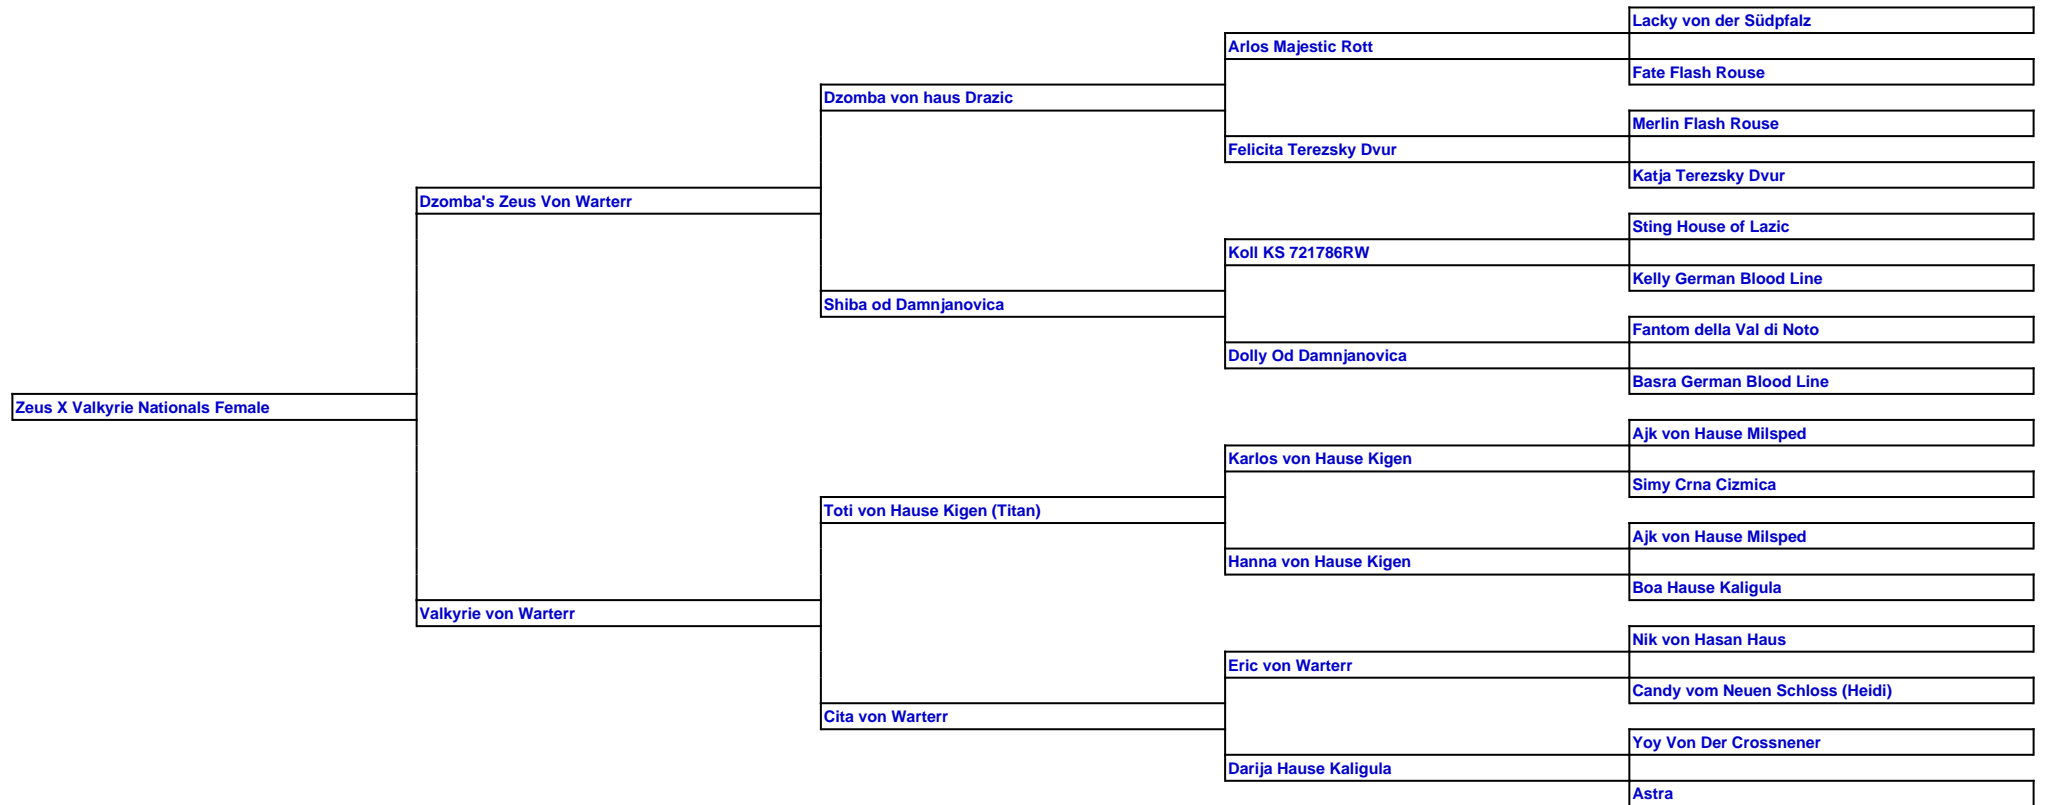 Lacky von der Südpfalz
Arlos Majestic Rott
Fate Flash Rouse
Dzomba von haus Drazic
Merlin Flash Rouse
Felicita Terezsky Dvur
Katja Terezsky Dvur
Dzomba's Zeus Von Warterr
Sting House of Lazic
Koll KS 721786RW
Kelly German Blood Line
Shiba od Damnjanovica
Fantom della Val di Noto
Dolly Od Damnjanovica
Basra German Blood Line
Zeus X Valkyrie Nationals Female
Ajk von Hause Milsped
Karlos von Hause Kigen
Simy Crna Cizmica
Toti von Hause Kigen (Titan)
Ajk von Hause Milsped
Hanna von Hause Kigen
Boa Hause Kaligula
Valkyrie von Warterr
Nik von Hasan Haus
Eric von Warterr
Candy vom Neuen Schloss (Heidi)
Cita von Warterr
Yoy Von Der Crossnener
Darija Hause Kaligula
Astra